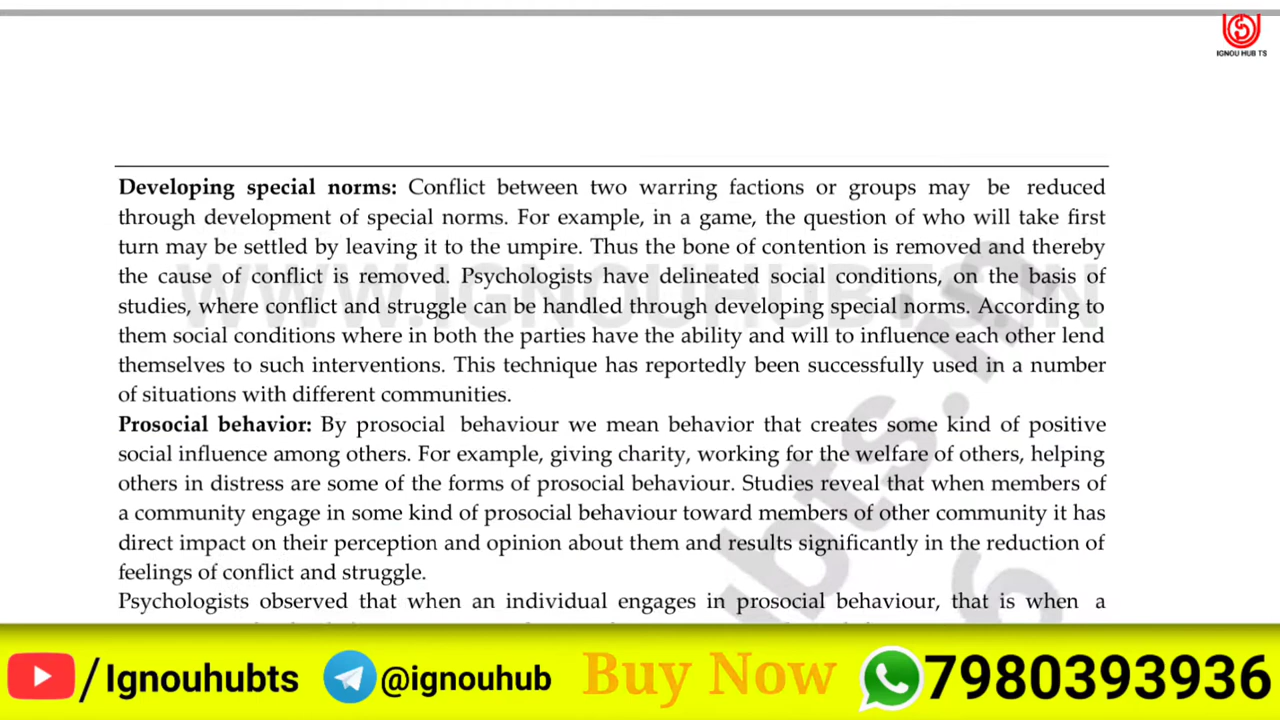 IGNOU HUB TS
Developing special norms: Conflict between two warring factions or groups may be reduced
through development of special norms. For example, in a game, the question of who will take first
turn may be settled by leaving it to the umpire. Thus the bone of contention is removed and thereby
the cause of conflict is removed. Psychologists have delineated social conditions, on the basis of
studies, where conflict and struggle can be handled through developing special norms. According to
them social conditions where in both the parties have the ability and will to influence each other lend
themselves to such interventions. This technique has reportedly been successfully used in a number
of situations with different communities.
Prosocial behavior: By prosocial behaviour we mean behavior that creates some kind of positive
social influence among others. For example, giving charity, working for the welfare of others, helping
others in distress are some of the forms of prosocial behaviour. Studies reveal that when members of
a community engage in some kind of prosocial behaviour toward members of other community it has
direct impact on their perception and opinion about them and results significantly in the reduction of
feelings of conflict and struggle.
Psychologists observed that when an individual engages in prosocial behaviour, that is when a
/Ignouhubts @ignouhub Buy Now 7980393936